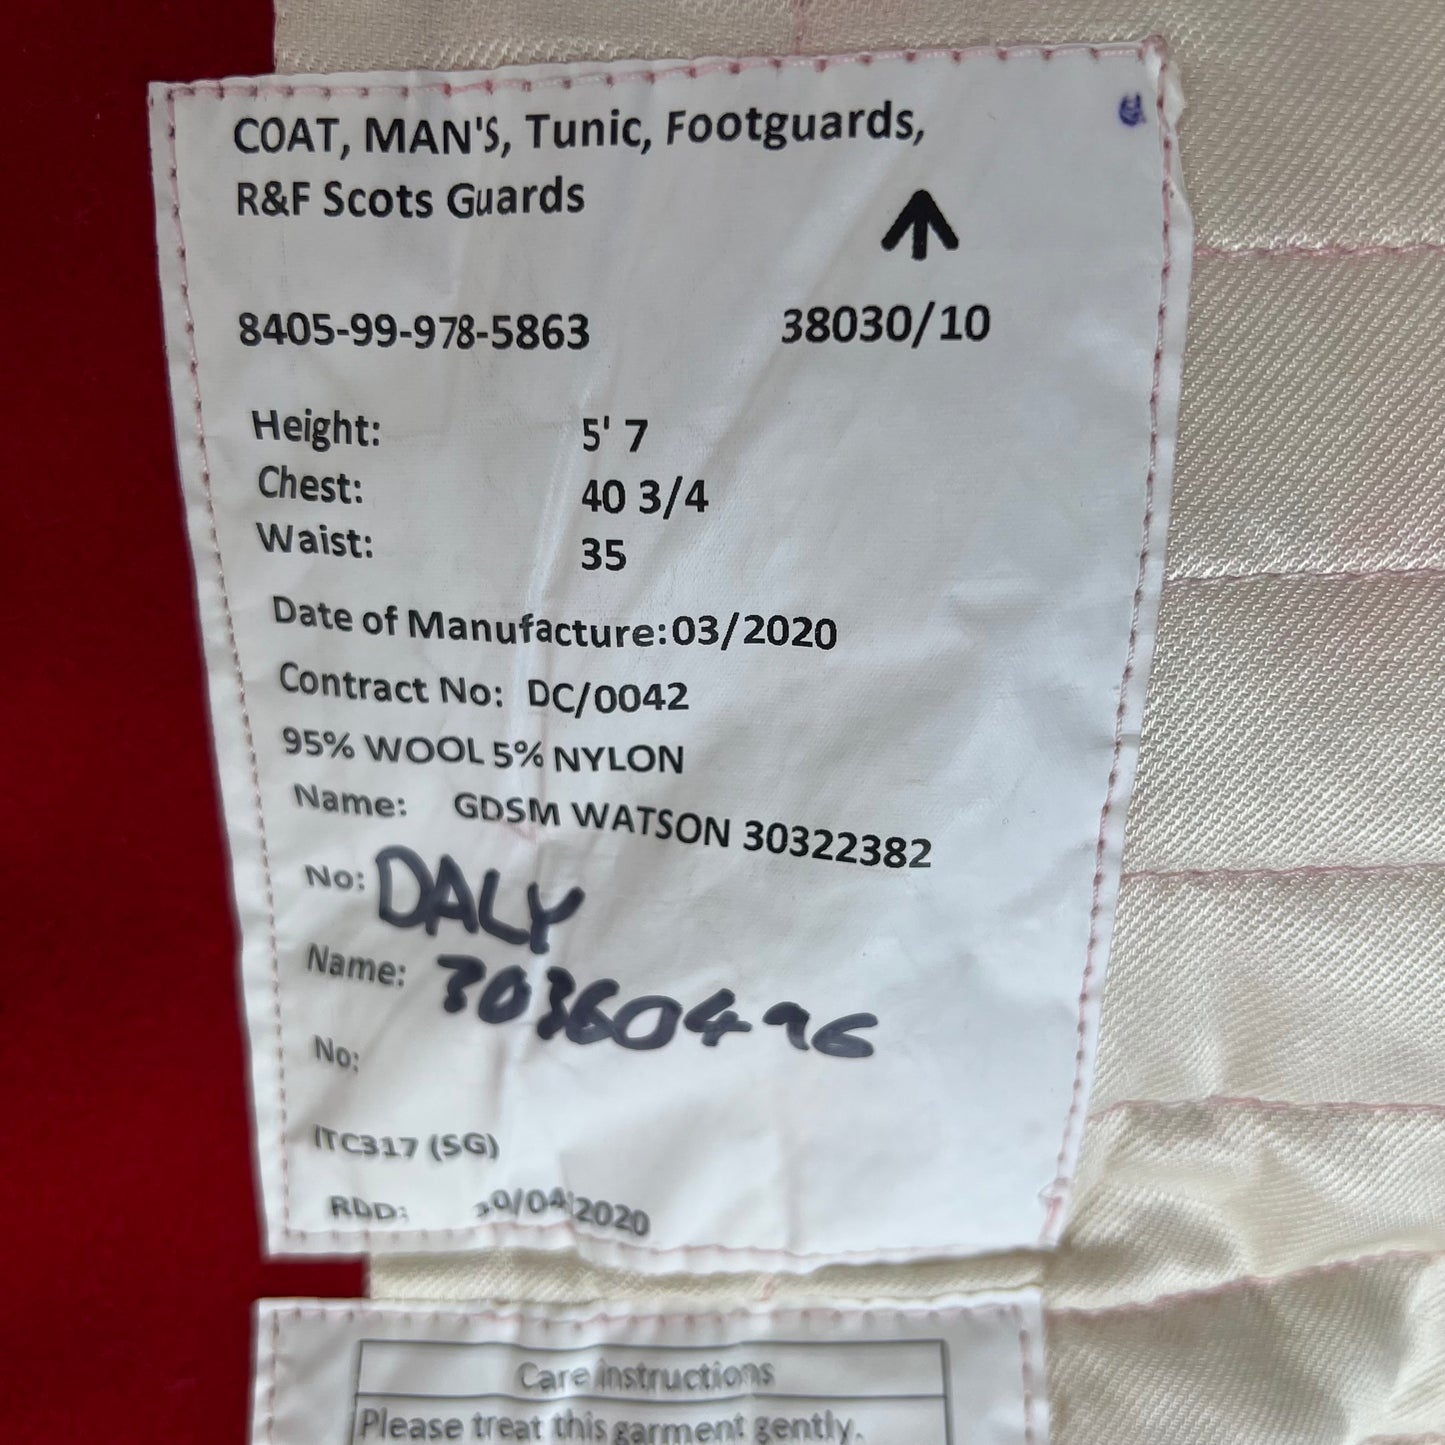 COAT, MAN'S, Tunic, Footguards,
R&F Scots Guards
8405-99-978-5863 38030/10
Height: 5' 7
Chest: 40 3/4
Waist: 35
Date of Manufacture:03/2020
Contract No: DC/0042
95% WOOL 5% NYLON
Name: GDSM WATSON 30322382
No: DALY
Name: 30360496
No:
ITC317 (SG)
RDD: 30/04/2020
Care instructions
Please treat this garment gently.